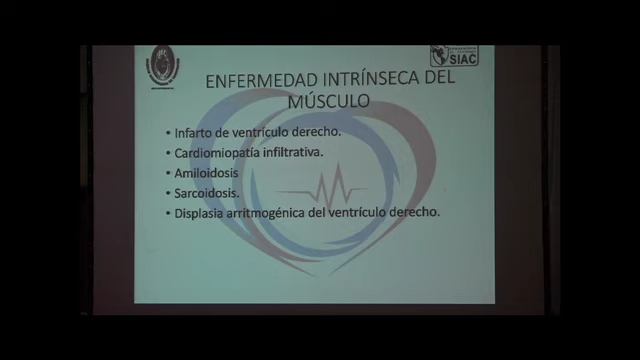 SIAC
ENFERMEDAD INTRÍNSECA DEL
MÚSCULO
• Infarto de ventrículo derecho.
• Cardiomiopatía infiltrativa.
• Amiloidosis
• Sarcoidosis.
• Displasia arritmogénica del ventrículo derecho.